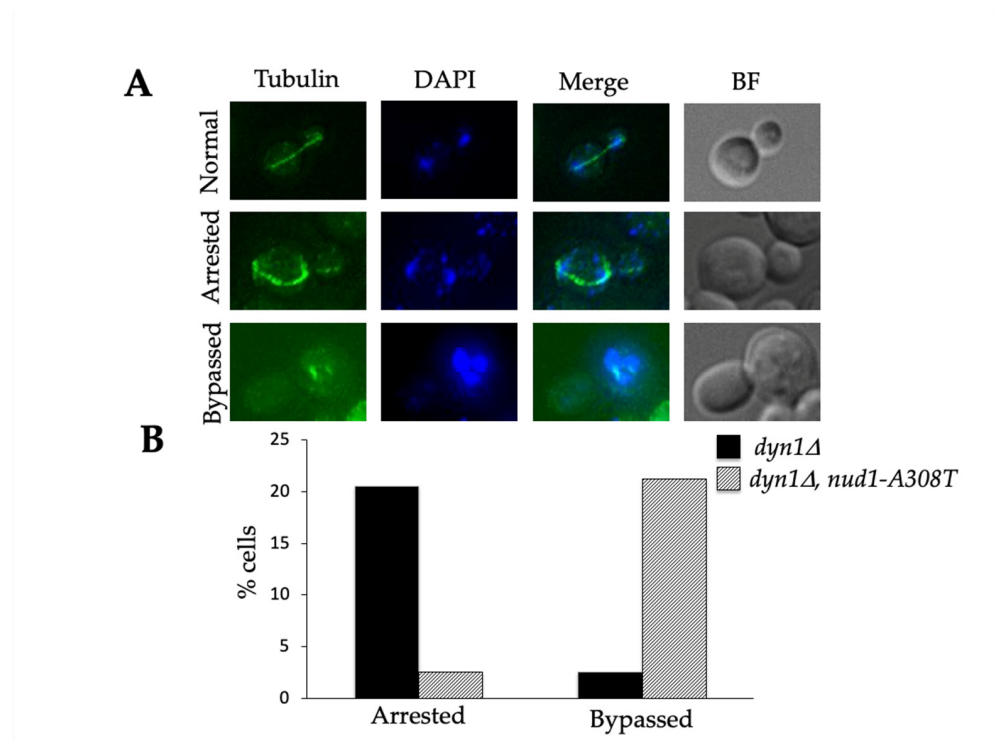 A
Tubulin DAPI Merge BF
Normal
Arrested
Bypassed
B
25
20
15
10
5
0
% cells
Arrested Bypassed
dyn1Δ
dyn1Δ, nud1-A308T